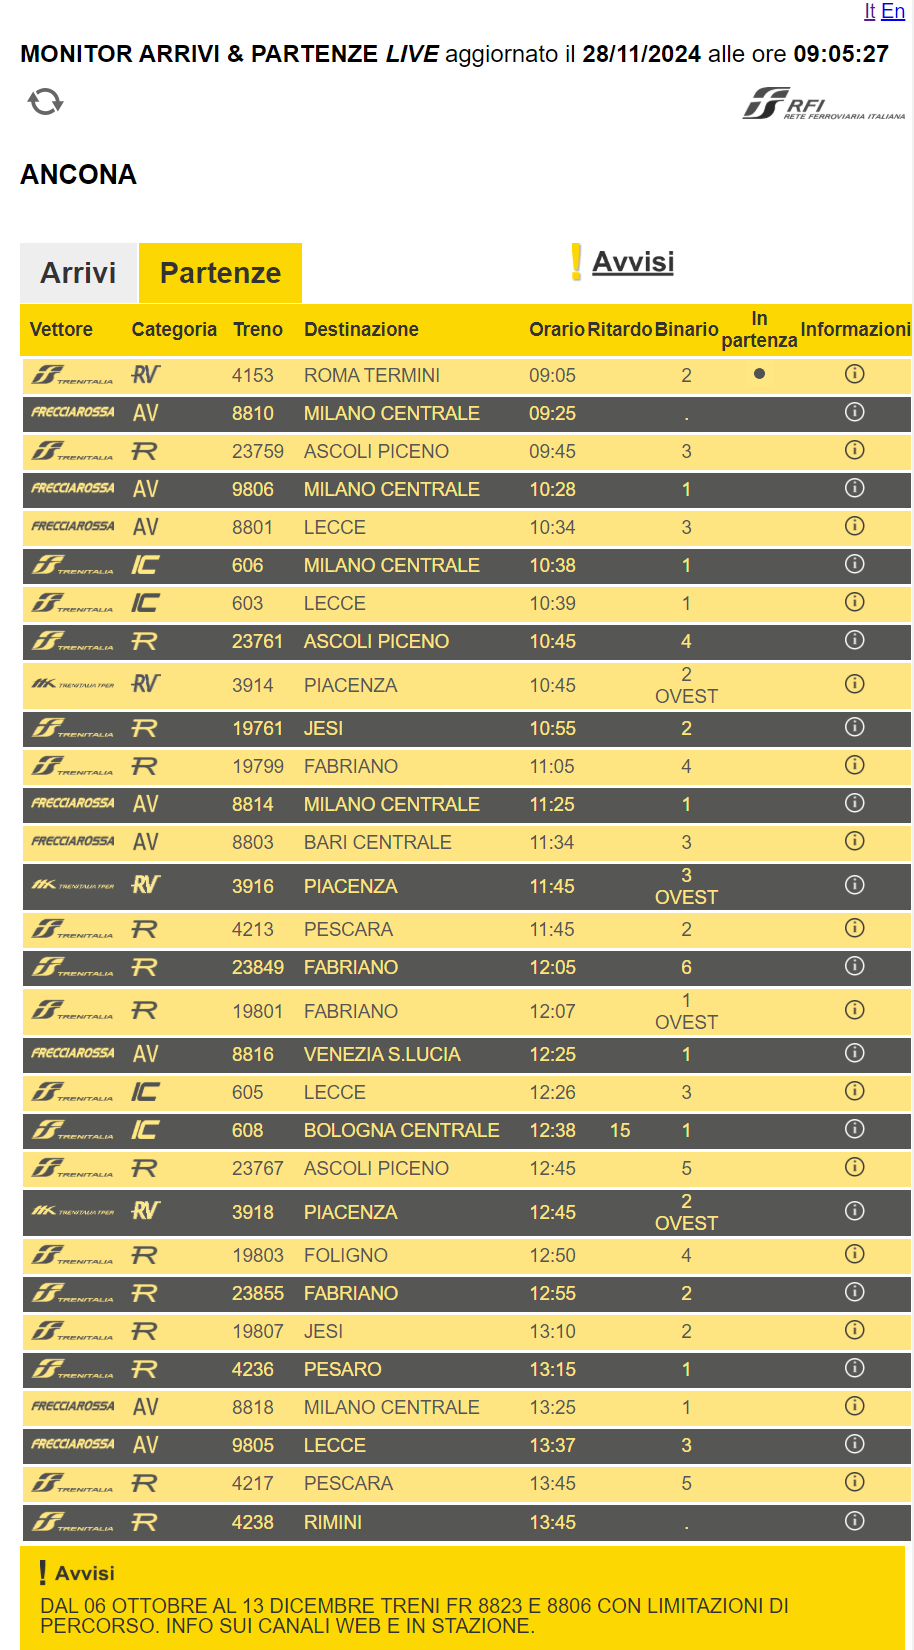 It En
MONITOR ARRIVI & PARTENZE LIVE aggiornato il 28/11/2024 alle ore 09:05:27
RFI
RETE FERROVIARIA ITALIANA
ANCONA
Arrivi Partenze ! Avvisi
Vettore Categoria Treno Destinazione Orario Ritardo Binario In partenza Informazioni
TRENITALIA RV 4153 ROMA TERMINI 09:05 2
FRECCIAROSSA AV 8810 MILANO CENTRALE 09:25 .
TRENITALIA R 23759 ASCOLI PICENO 09:45 3
FRECCIAROSSA AV 9806 MILANO CENTRALE 10:28 1
FRECCIAROSSA AV 8801 LECCE 10:34 3
TRENITALIA IC 606 MILANO CENTRALE 10:38 1
TRENITALIA IC 603 LECCE 10:39 1
TRENITALIA R 23761 ASCOLI PICENO 10:45 4
TRENITALIA TPER RV 3914 PIACENZA 10:45 2 OVEST
TRENITALIA R 19761 JESI 10:55 2
TRENITALIA R 19799 FABRIANO 11:05 4
FRECCIAROSSA AV 8814 MILANO CENTRALE 11:25 1
FRECCIAROSSA AV 8803 BARI CENTRALE 11:34 3
TRENITALIA TPER RV 3916 PIACENZA 11:45 3 OVEST
TRENITALIA R 4213 PESCARA 11:45 2
TRENITALIA R 23849 FABRIANO 12:05 6
TRENITALIA R 19801 FABRIANO 12:07 1 OVEST
FRECCIAROSSA AV 8816 VENEZIA S.LUCIA 12:25 1
TRENITALIA IC 605 LECCE 12:26 3
TRENITALIA IC 608 BOLOGNA CENTRALE 12:38 15 1
TRENITALIA R 23767 ASCOLI PICENO 12:45 5
TRENITALIA TPER RV 3918 PIACENZA 12:45 2 OVEST
TRENITALIA R 19803 FOLIGNO 12:50 4
TRENITALIA R 23855 FABRIANO 12:55 2
TRENITALIA R 19807 JESI 13:10 2
TRENITALIA R 4236 PESARO 13:15 1
FRECCIAROSSA AV 8818 MILANO CENTRALE 13:25 1
FRECCIAROSSA AV 9805 LECCE 13:37 3
TRENITALIA R 4217 PESCARA 13:45 5
TRENITALIA R 4238 RIMINI 13:45 .
! Avvisi
DAL 06 OTTOBRE AL 13 DICEMBRE TRENI FR 8823 E 8806 CON LIMITAZIONI DI
PERCORSO. INFO SUI CANALI WEB E IN STAZIONE.